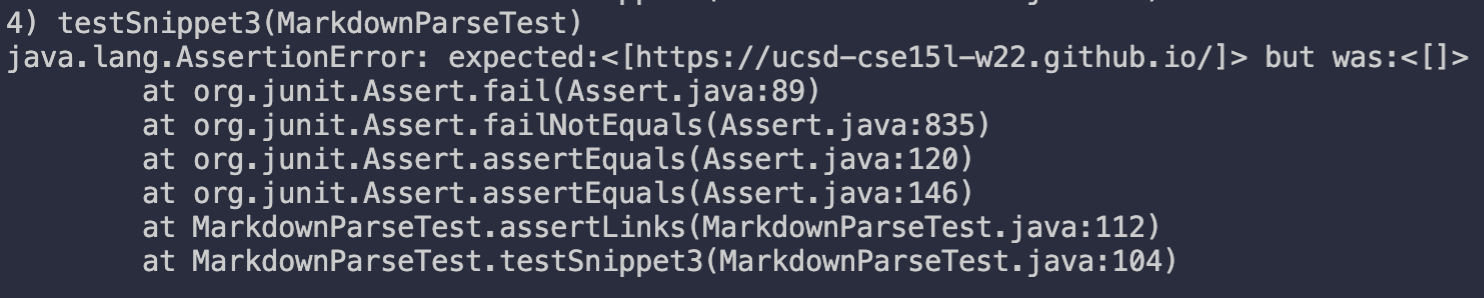 4) testSnippet3(MarkdownParseTest)
java.lang.AssertionError: expected:<[https://ucsd-cse15l-w22.github.io/]> but was:<[]>
at org.junit.Assert.fail(Assert.java:89)
at org.junit.Assert.failNotEquals(Assert.java:835)
at org.junit.Assert.assertEquals(Assert.java:120)
at org.junit.Assert.assertEquals(Assert.java:146)
at MarkdownParseTest.assertLinks(MarkdownParseTest.java:112)
at MarkdownParseTest.testSnippet3(MarkdownParseTest.java:104)